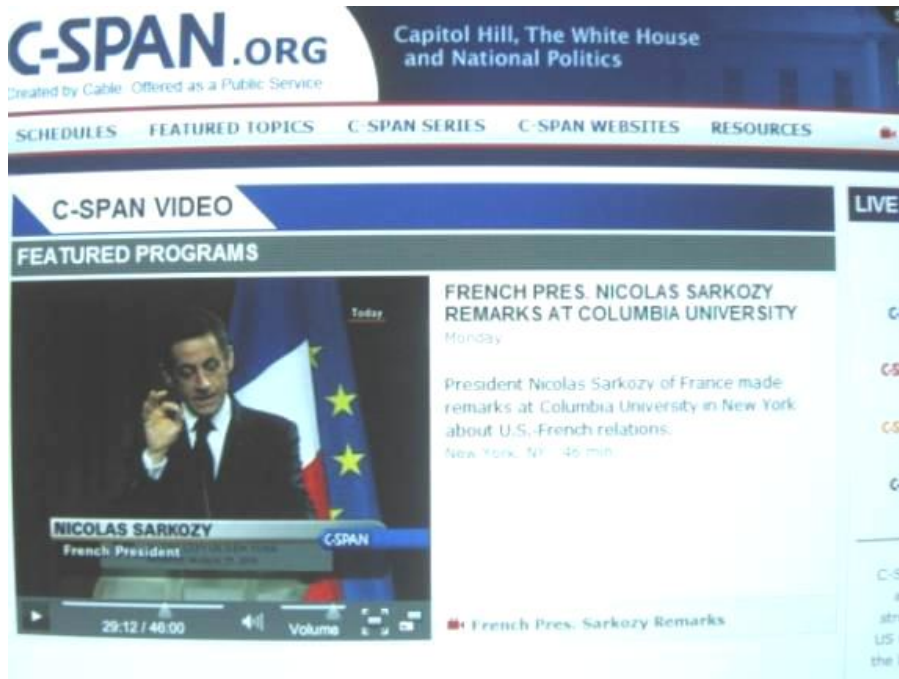 C-SPAN.ORG
Created by Cable. Offered as a Public Service
Capitol Hill, The White House
and National Politics
SCHEDULES FEATURED TOPICS C-SPAN SERIES C-SPAN WEBSITES RESOURCES
C-SPAN VIDEO
LIVE
FEATURED PROGRAMS
Today
NICOLAS SARKOZY
French President
C-SPAN
29:12 / 46:00
Volume
FRENCH PRES. NICOLAS SARKOZY
REMARKS AT COLUMBIA UNIVERSITY
Monday
President Nicolas Sarkozy of France made
remarks at Columbia University in New York
about U.S.-French relations.
New York, NY 46 min.
French Pres. Sarkozy Remarks
US
the